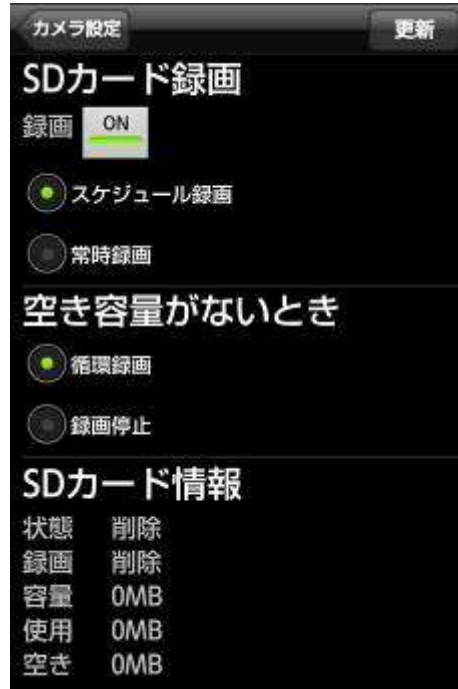 カメラ設定 更新
SDカード録画
録画 ON
スケジュール録画
常時録画
空き容量がないとき
循環録画
録画停止
SDカード情報
状態 削除
録画 削除
容量 0MB
使用 0MB
空き 0MB